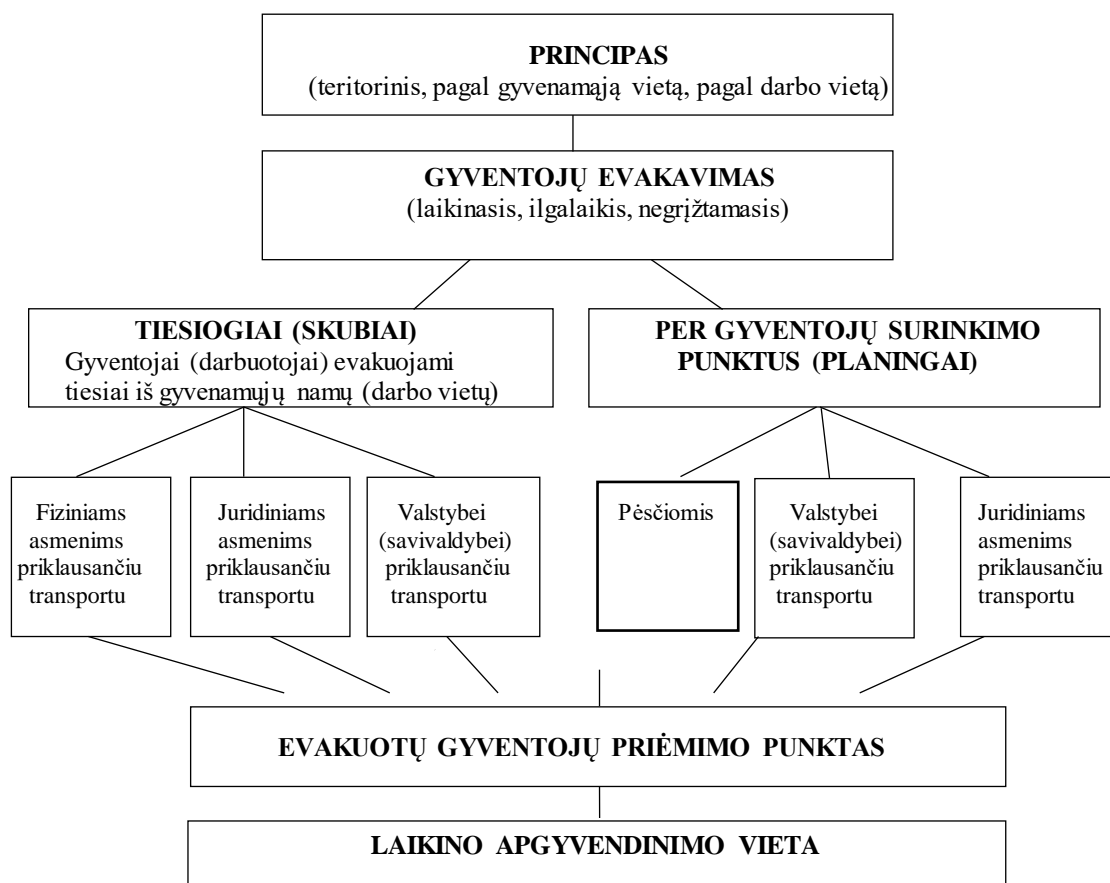 PRINCIPAS
(teritorinis, pagal gyvenamąją vietą, pagal darbo vietą)
GYVENTOJŲ EVAKAVIMAS
(laikinasis, ilgalaikis, negrįžtamasis)
TIESIOGIAI (SKUBIAI)
Gyventojai (darbuotojai) evakuojami
tiesiai iš gyvenamųjų namų (darbo vietų)
PER GYVENTOJŲ SURINKIMO
PUNKTUS (PLANINGAI)
Fiziniams
asmenims
priklausančiu
transportu
Juridiniams
asmenims
priklausančiu
transportu
Valstybei
(savivaldybei)
priklausančiu
transportu
Pėsčiomis
Valstybei
(savivaldybei)
priklausančiu
transportu
Juridiniams
asmenims
priklausančiu
transportu
EVAKUOTŲ GYVENTOJŲ PRIĖMIMO PUNKTAS
LAIKINO APGYVENDINIMO VIETA